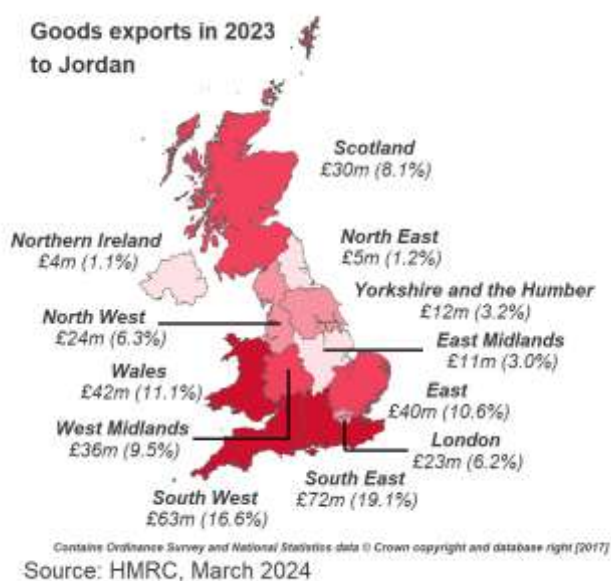 Goods exports in 2023
to Jordan
Scotland
£30m (8.1%)
Northern Ireland
£4m (1.1%)
North East
£5m (1.2%)
Yorkshire and the Humber
£12m (3.2%)
North West
£24m (6.3%)
East Midlands
£11m (3.0%)
Wales
£42m (11.1%)
East
£40m (10.6%)
West Midlands
£36m (9.5%)
London
£23m (6.2%)
South East
£72m (19.1%)
South West
£63m (16.6%)
Contains Ordinance Survey and National Statistics data © Crown copyright and database right [2017]
Source: HMRC, March 2024